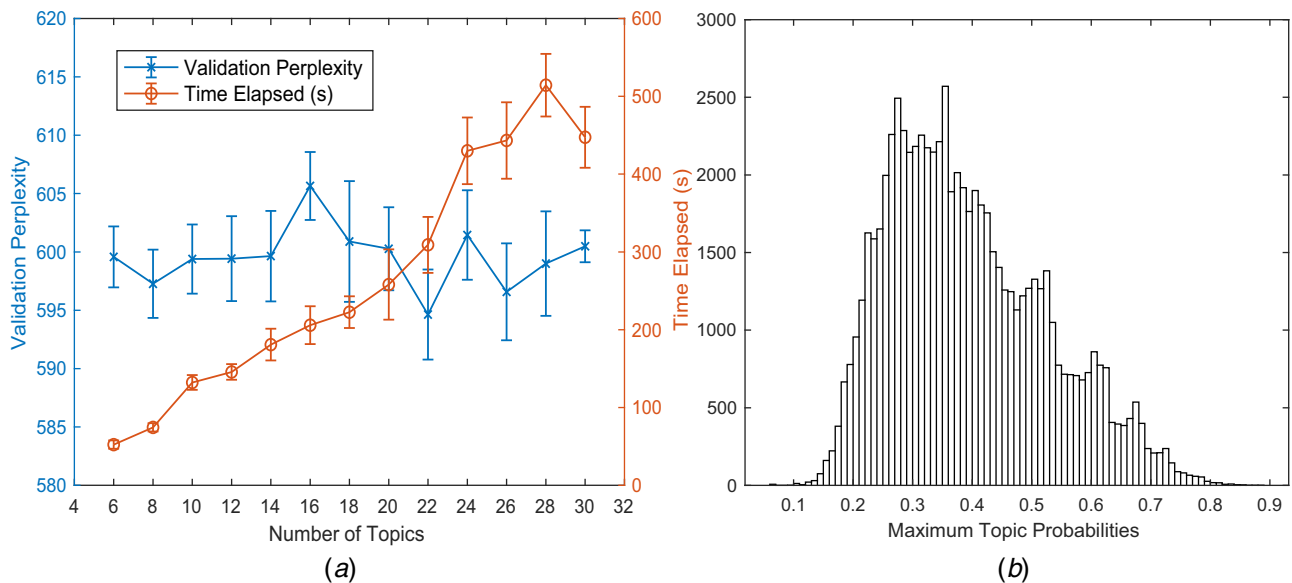 620
615
610
605
600
595
590
585
580
Validation Perplexity
Validation Perplexity
Time Elapsed (s)
600
500
400
300
200
100
0
Time Elapsed (s)
4 6 8 10 12 14 16 18 20 22 24 26 28 30 32
Number of Topics
(a)
3000
2500
2000
1500
1000
500
0
0.1 0.2 0.3 0.4 0.5 0.6 0.7 0.8 0.9
Maximum Topic Probabilities
(b)